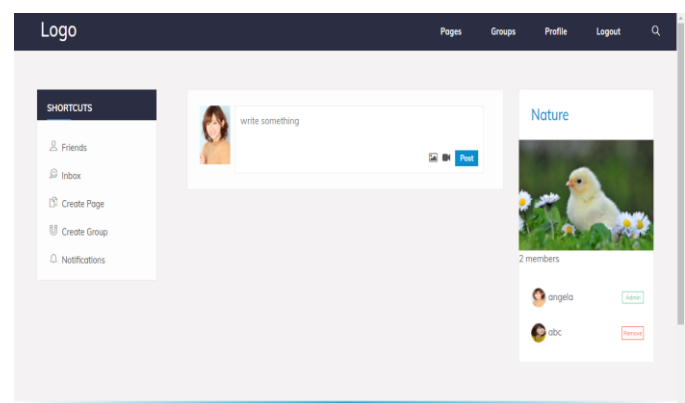 Logo
Pages Groups Profile Logout
SHORTCUTS
Friends
Inbox
Create Page
Create Group
Notifications
write something
Post
Nature
2 members
angela Admin
abc Remove